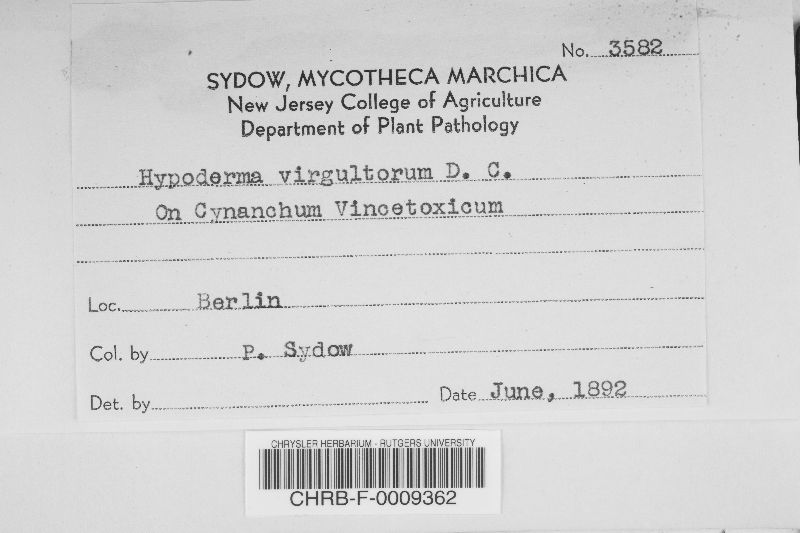 No. 3582
SYDOW, MYCOTHECA MARCHICA
New Jersey College of Agriculture
Department of Plant Pathology
Hypoderma virgultorum D. C.
On Cynanchum Vincetoxicum
Loc. Berlin
Col. by P. Sydow
Det. by
Date June, 1892
CHRYSLER HERBARIUM - RUTGERS UNIVERSITY
CHRB-F-0009362